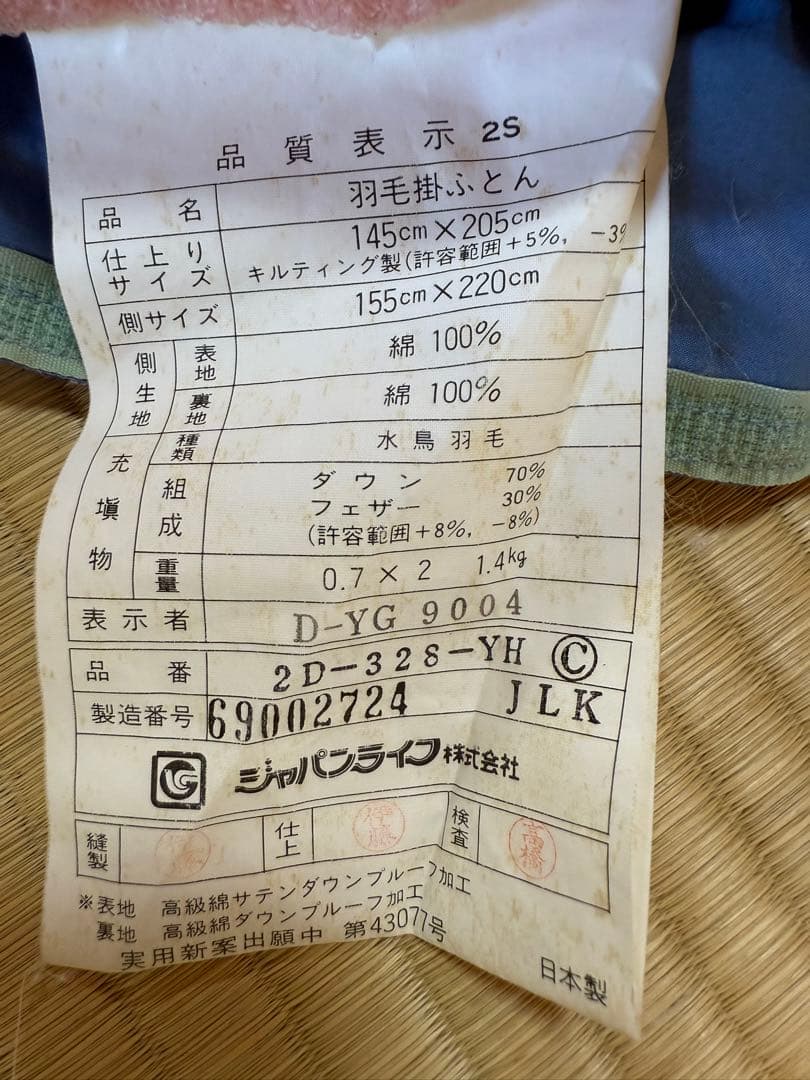 品質表示 2S
品名 羽毛掛ふとん
仕上り サイズ 145cm×205cm
キルティング製(許容範囲+5%, -3%
側サイズ 155cm×220cm
側生地 表地 綿 100%
裏地 綿 100%
充塡物 種類 水鳥羽毛
組成 ダウン 70%
フェザー 30%
(許容範囲+8%, -8%)
重量 0.7×2 1.4kg
表示者 D-YG 9004
品番 2D-328-YH Ⓒ
製造番号 69002724 JLK
YG ジャパンライフ株式会社
縫製 仕上 伊藤 検査 高橋
※表地 高級綿サテンダウンプルーフ加工
裏地 高級綿ダウンプルーフ加工
実用新案出願中 第43077号
日本製